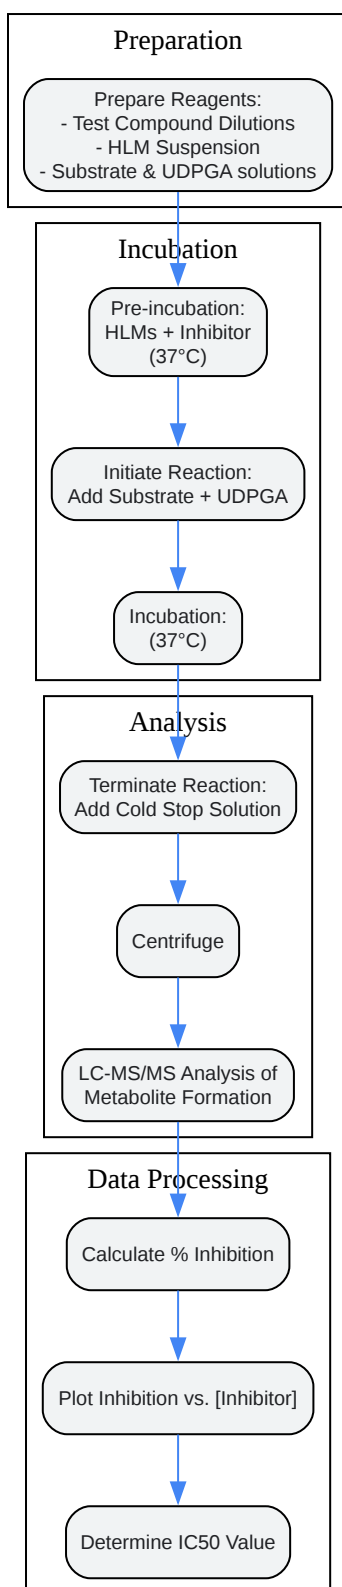 Preparation
Prepare Reagents:
- Test Compound Dilutions
- HLM Suspension
- Substrate & UDPGA solutions
Incubation
Pre-incubation:
HLMs + Inhibitor
(37°C)
Initiate Reaction:
Add Substrate + UDPGA
Incubation:
(37°C)
Analysis
Terminate Reaction:
Add Cold Stop Solution
Centrifuge
LC-MS/MS Analysis of
Metabolite Formation
Data Processing
Calculate % Inhibition
Plot Inhibition vs. [Inhibitor]
Determine IC50 Value